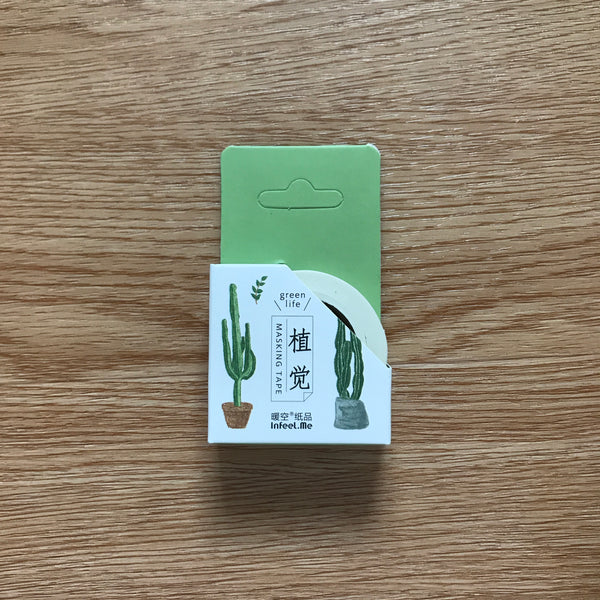 green
life
植觉
MASKING TAPE
暖空®纸品
Infeel.Me